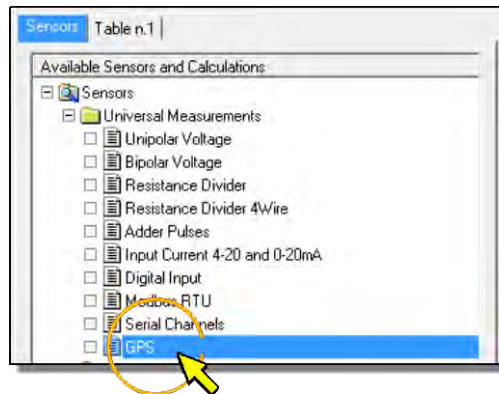 Sensors Table n.1
Available Sensors and Calculations
Sensors
Universal Measurements
Unipolar Voltage
Bipolar Voltage
Resistance Divider
Resistance Divider 4Wire
Adder Pulses
Input Current 4-20 and 0-20mA
Digital Input
Modbus RTU
Serial Channels
GPS